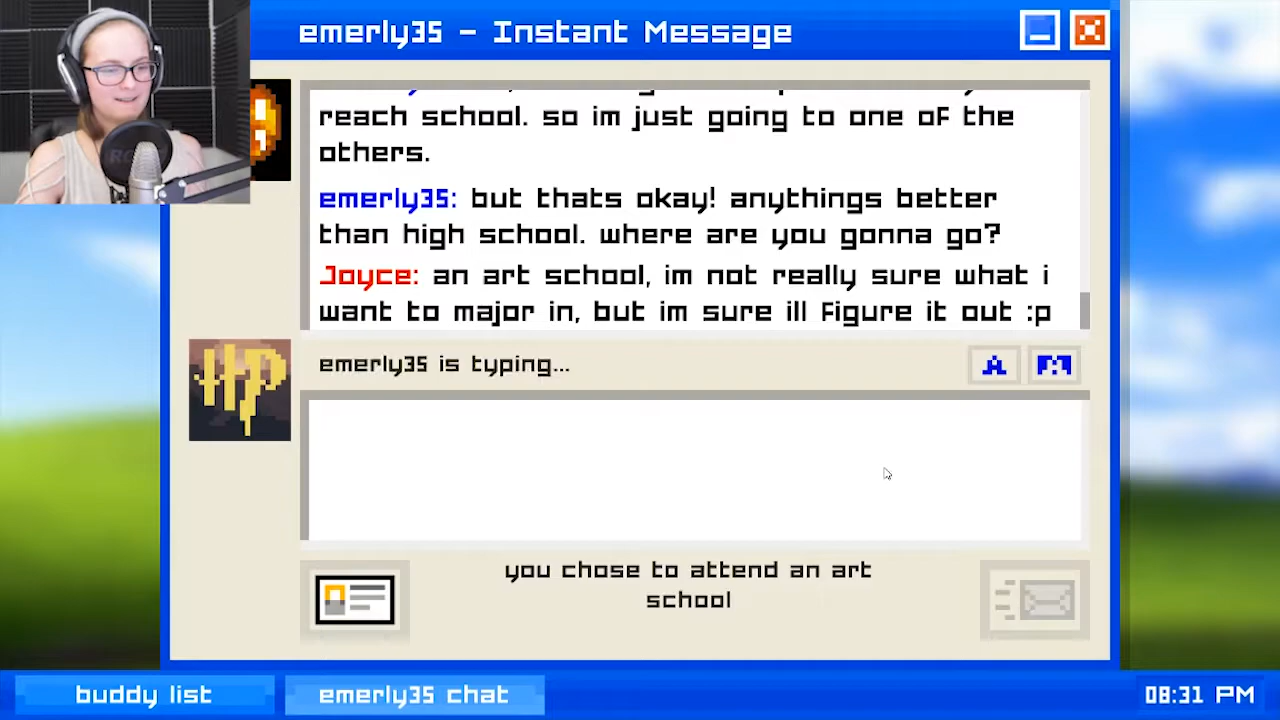 emerly35 - Instant Message
reach school. so im just going to one of the
others.
emerly35: but thats okay! anythings better
than high school. where are you gonna go?
Joyce: an art school, im not really sure what i
want to major in, but im sure ill figure it out :p
HP
emerly35 is typing...
A
you chose to attend an art
school
buddy list
emerly35 chat
08:31 PM